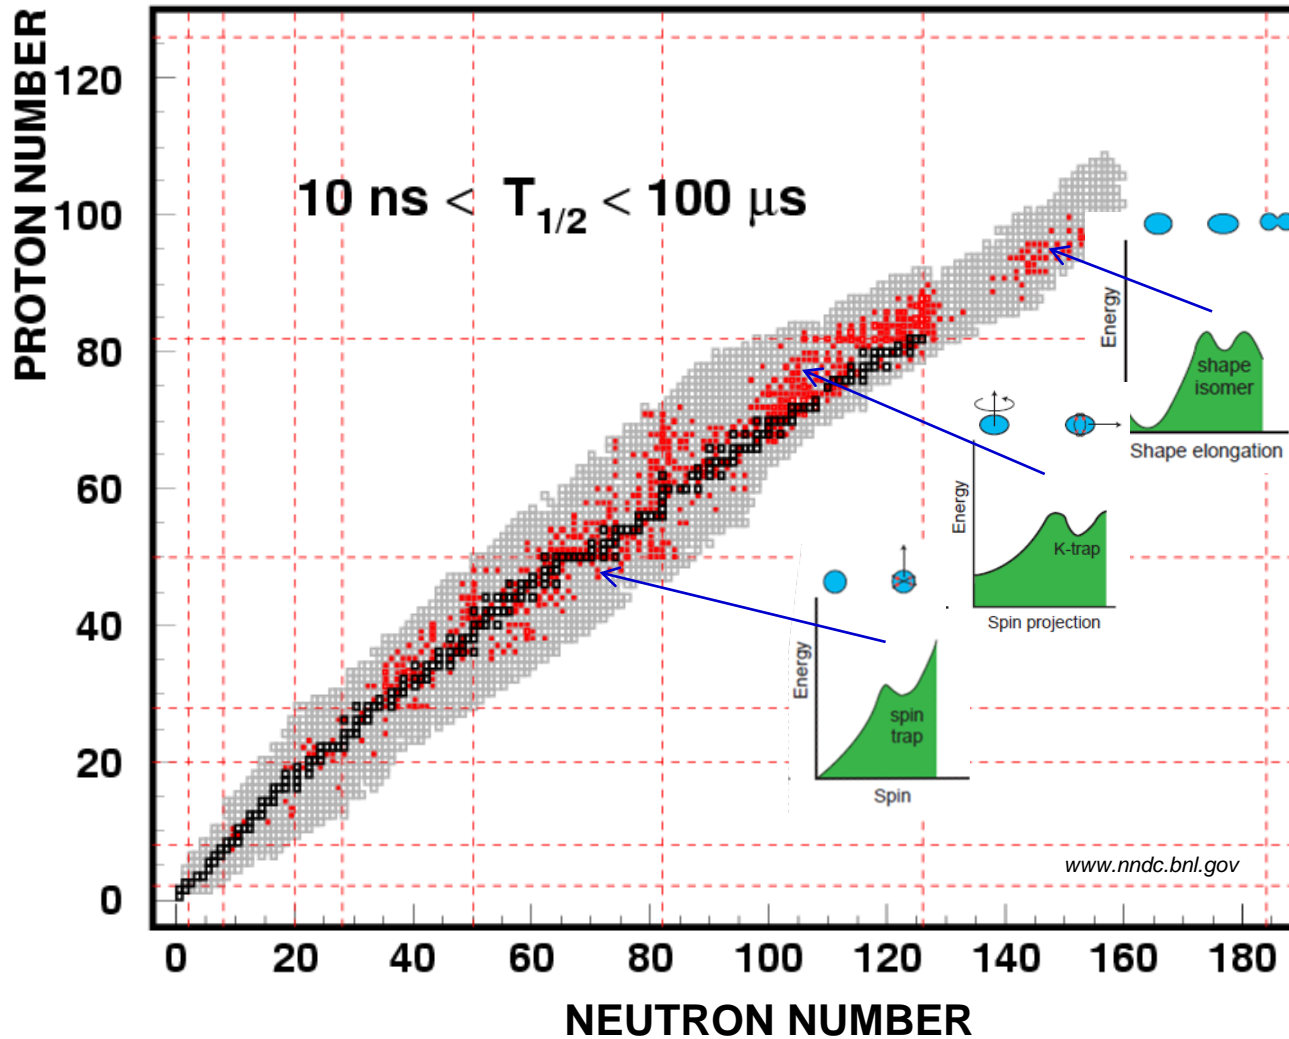 PROTON NUMBER
120
100
80
60
40
20
0
10 ns < T1/2 < 100 μs
Energy
shape
isomer
Shape elongation
Energy
K-trap
Spin projection
Energy
spin
trap
Spin
www.nndc.bnl.gov
0 20 40 60 80 100 120 140 160 180
NEUTRON NUMBER